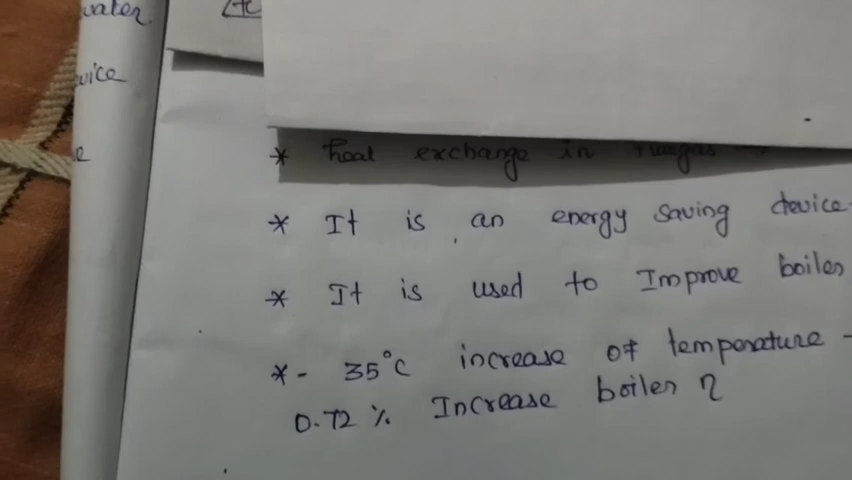 water
* heat exchange in fluegas
* It is an energy saving device.
* It is used to Improve boiler
* - 35°C increase of temperature -
0.72 % Increase boiler η